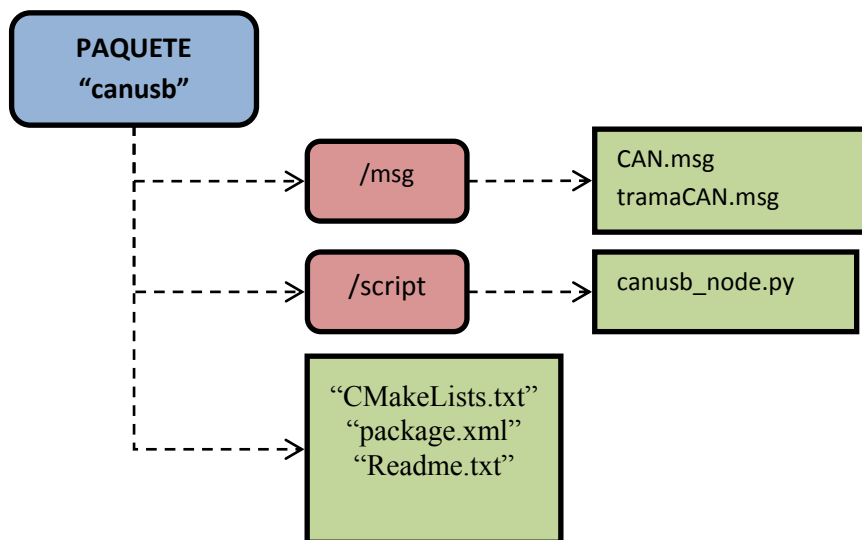 PAQUETE
“canusb”
/msg
CAN.msg
tramaCAN.msg
/script
canusb_node.py
“CMakeLists.txt”
“package.xml”
“Readme.txt”